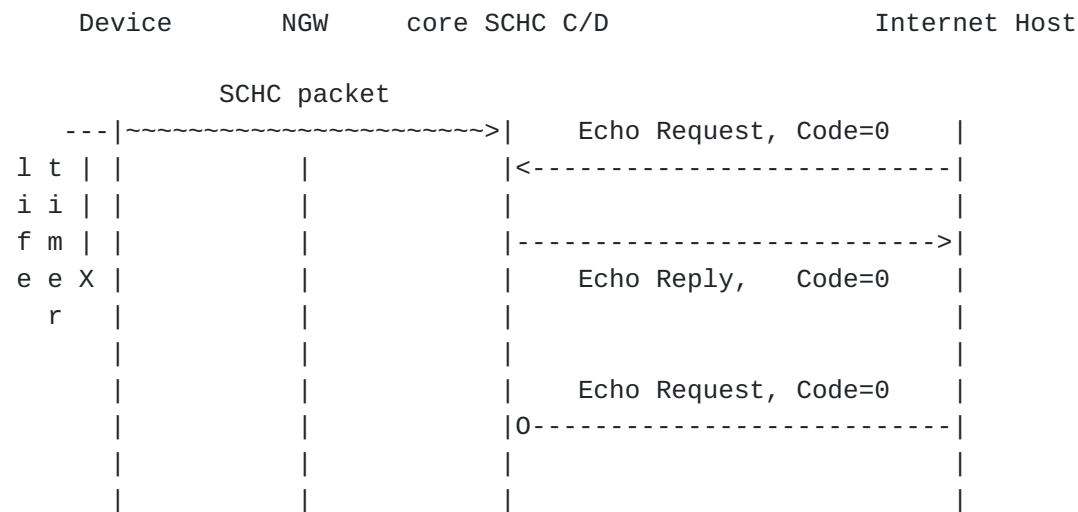 Device       NGW     core SCHC C/D                 Internet Host

             SCHC packet
   ---|~~~~~~~~~~~~~~~~~~~~~~~>|    Echo Request, Code=0    |
l t | |           |            |<---------------------------|
i i | |           |            |                            |
f m | |           |            |--------------------------->|
e e X |           |            |    Echo Reply,   Code=0    |
  r   |           |            |                            |
      |           |            |                            |
      |           |            |    Echo Request, Code=0    |
      |           |            |O---------------------------|
      |           |            |                            |
      |           |            |                            |